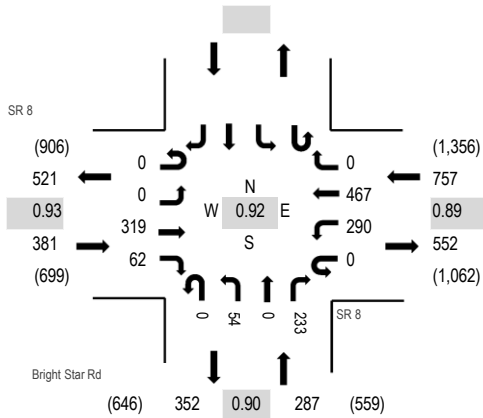 SR 8
(906)
(1,356)
521
0
0
757
0
N
467
0.93
W
0.92
E
0.89
319
290
381
S
552
62
0
(699)
(1,062)
0
54
0
233
SR 8
Bright Star Rd
(646) 352 0.90 287 (559)